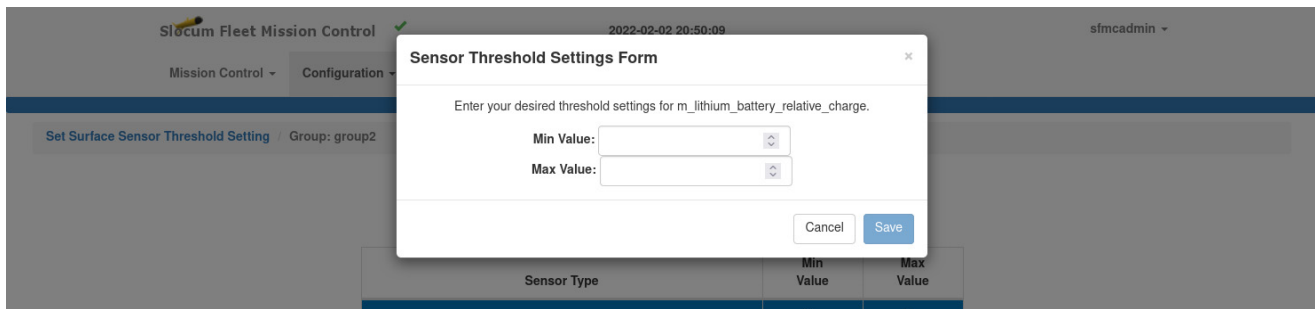 Slocum Fleet Mission Control
2022-02-02 20:50:09
sfmcadmin
Mission Control
Configuration
Sensor Threshold Settings Form
×
Enter your desired threshold settings for m_lithium_battery_relative_charge.
Min Value:
Max Value:
Cancel
Save
Set Surface Sensor Threshold Setting / Group: group2
Sensor Type
Min
Value
Max
Value